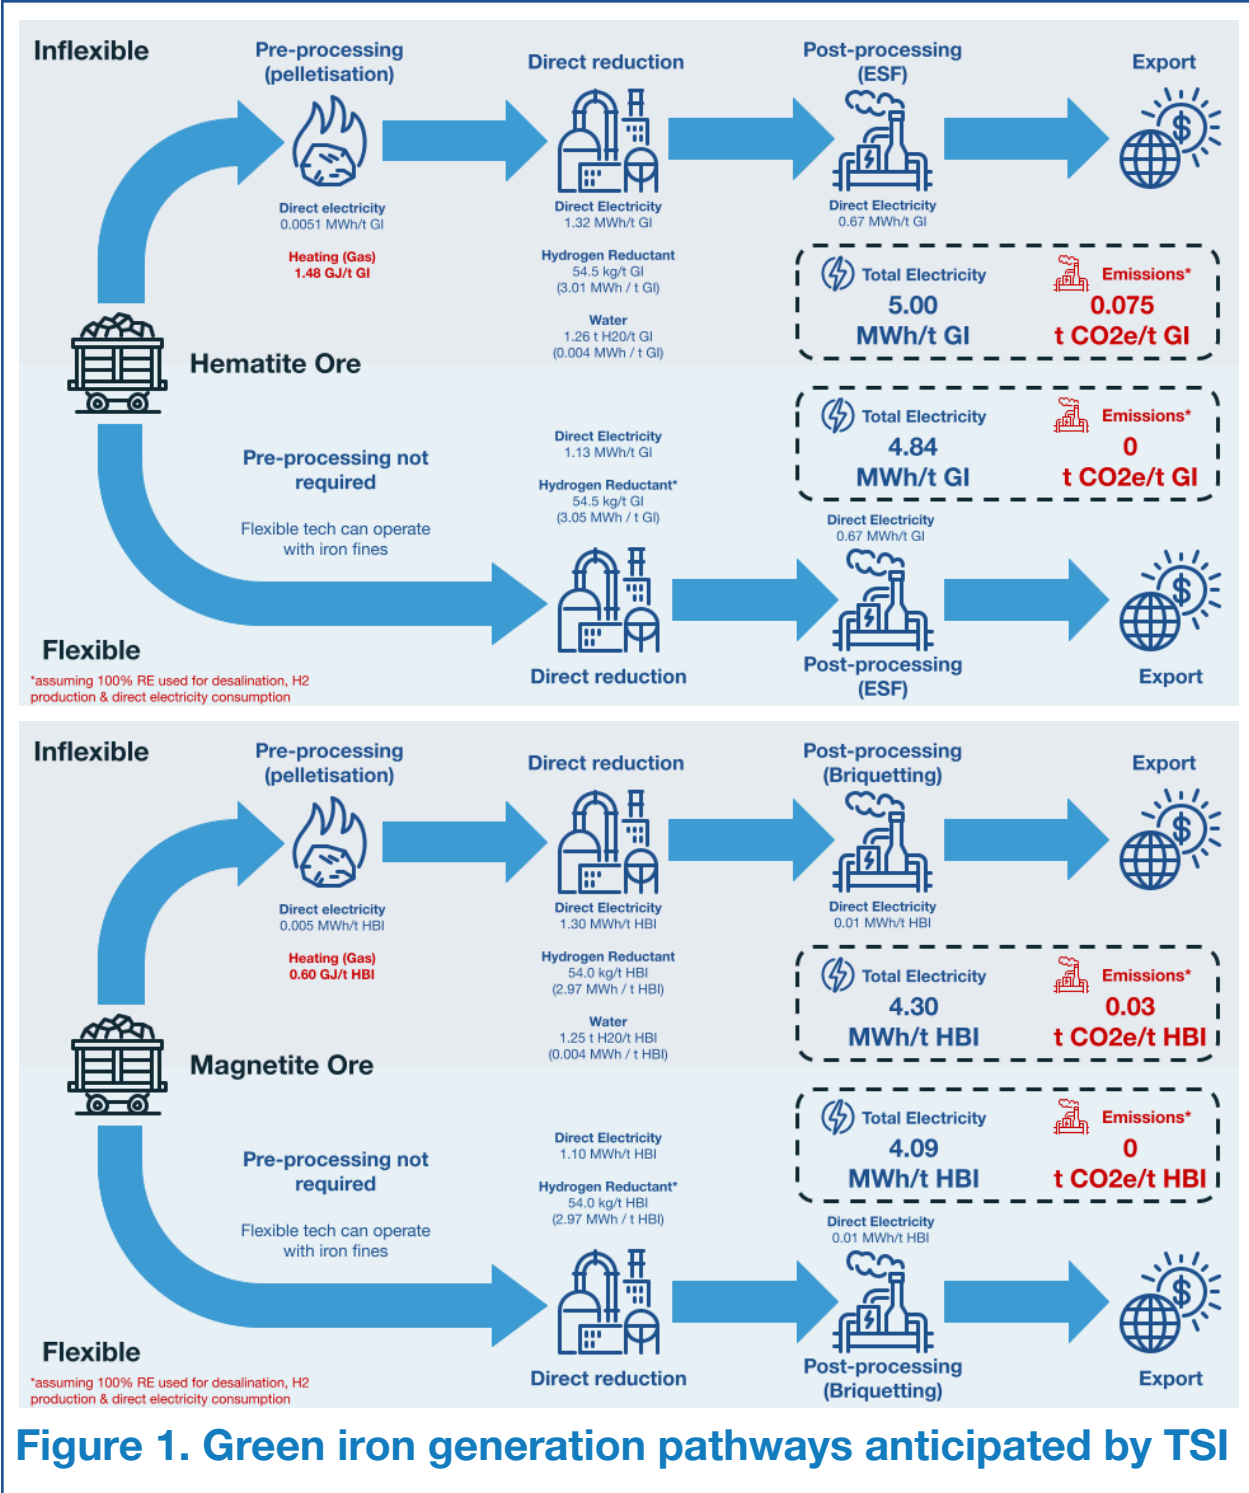 Inflexible
Pre-processing
(pelletisation)
Direct reduction
Post-processing
(ESF)
Export
Direct electricity
0.0051 MWh/t GI
Heating (Gas)
1.48 GJ/t GI
Direct Electricity
1.32 MWh/t GI
Hydrogen Reductant
54.5 kg/t GI
(3.01 MWh / t GI)
Water
1.26 t H20/t GI
(0.004 MWh / t GI)
Direct Electricity
0.67 MWh/t GI
Total Electricity
5.00
MWh/t GI
Emissions*
0.075
t CO2e/t GI
Hematite Ore
Total Electricity
4.84
MWh/t GI
Emissions*
0
t CO2e/t GI
Pre-processing not
required
Flexible tech can operate
with iron fines
Direct Electricity
1.13 MWh/t GI
Hydrogen Reductant*
54.5 kg/t GI
(3.05 MWh / t GI)
Direct Electricity
0.67 MWh/t GI
Flexible
*assuming 100% RE used for desalination, H2
production & direct electricity consumption
Direct reduction
Post-processing
(ESF)
Export
Inflexible
Pre-processing
(pelletisation)
Direct reduction
Post-processing
(Briquetting)
Export
Direct electricity
0.005 MWh/t HBI
Heating (Gas)
0.60 GJ/t HBI
Direct Electricity
1.30 MWh/t HBI
Hydrogen Reductant
54.0 kg/t HBI
(2.97 MWh / t HBI)
Water
1.25 t H20/t HBI
(0.004 MWh / t HBI)
Direct Electricity
0.01 MWh/t HBI
Total Electricity
4.30
MWh/t HBI
Emissions*
0.03
t CO2e/t HBI
Magnetite Ore
Total Electricity
4.09
MWh/t HBI
Emissions*
0
t CO2e/t HBI
Pre-processing not
required
Flexible tech can operate
with iron fines
Direct Electricity
1.10 MWh/t HBI
Hydrogen Reductant*
54.0 kg/t HBI
(2.97 MWh / t HBI)
Direct Electricity
0.01 MWh/t HBI
Flexible
*assuming 100% RE used for desalination, H2
production & direct electricity consumption
Direct reduction
Post-processing
(Briquetting)
Export
Figure 1. Green iron generation pathways anticipated by TSI